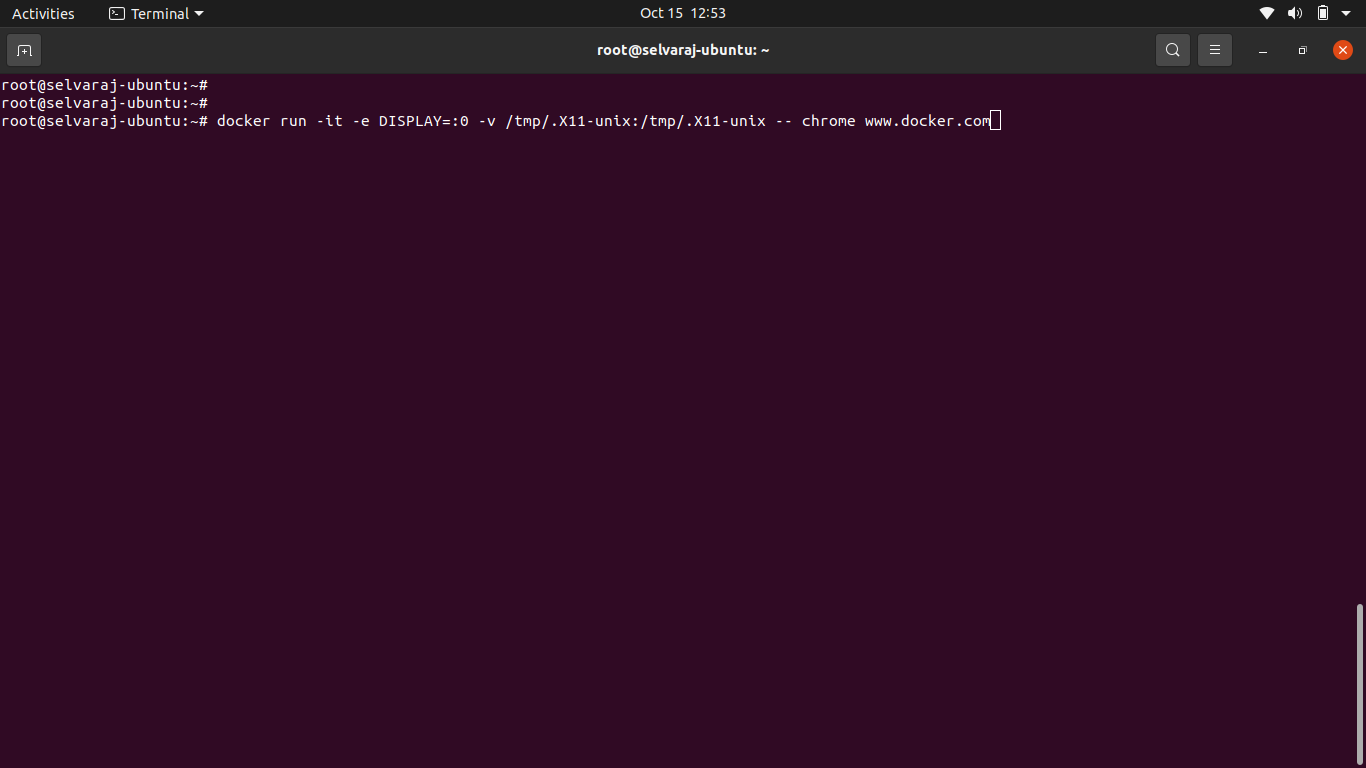 Activities Terminal Oct 15 12:53
root@selvaraj-ubuntu: ~
root@selvaraj-ubuntu:~#
root@selvaraj-ubuntu:~#
root@selvaraj-ubuntu:~# docker run -it -e DISPLAY=:0 -v /tmp/.X11-unix:/tmp/.X11-unix -- chrome www.docker.com